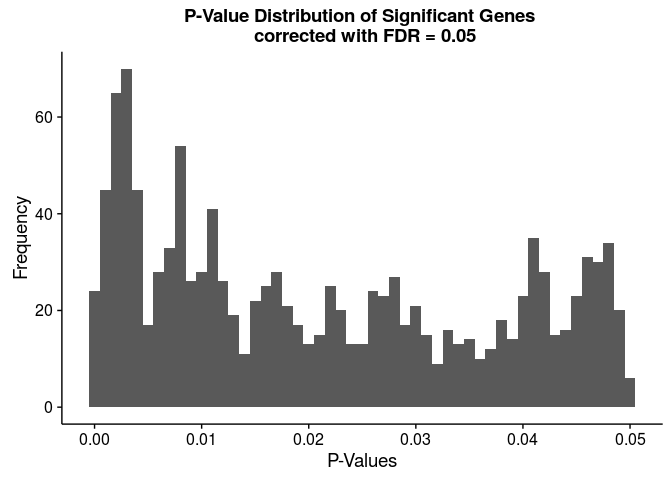 P-Value Distribution of Significant Genes
corrected with FDR = 0.05
Frequency
60
40
20
0
0.00 0.01 0.02 0.03 0.04 0.05
P-Values